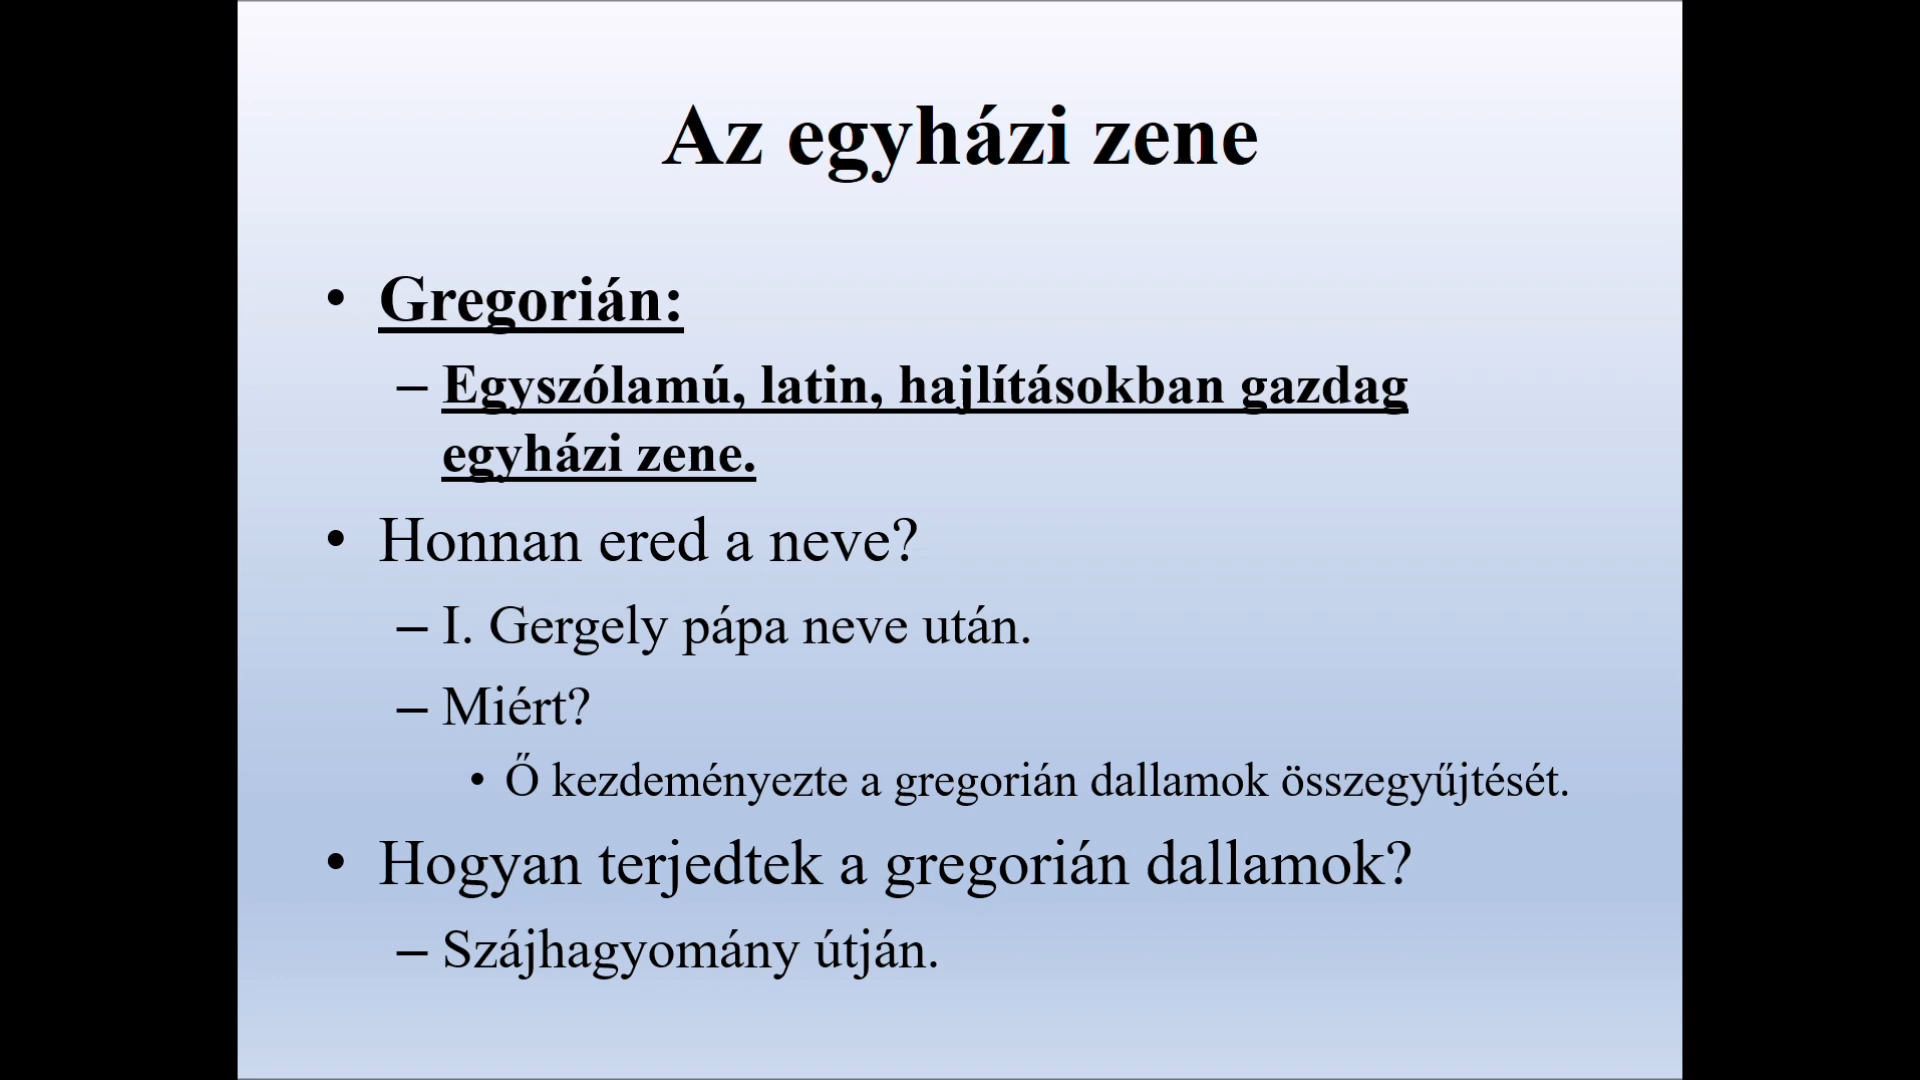 Az egyházi zene
• Gregorián:
– Egyszólamú, latin, hajlításokban gazdag
egyházi zene.
• Honnan ered a neve?
– I. Gergely pápa neve után.
– Miért?
• Ő kezdeményezte a gregorián dallamok összegyűjtését.
• Hogyan terjedtek a gregorián dallamok?
– Szájhagyomány útján.